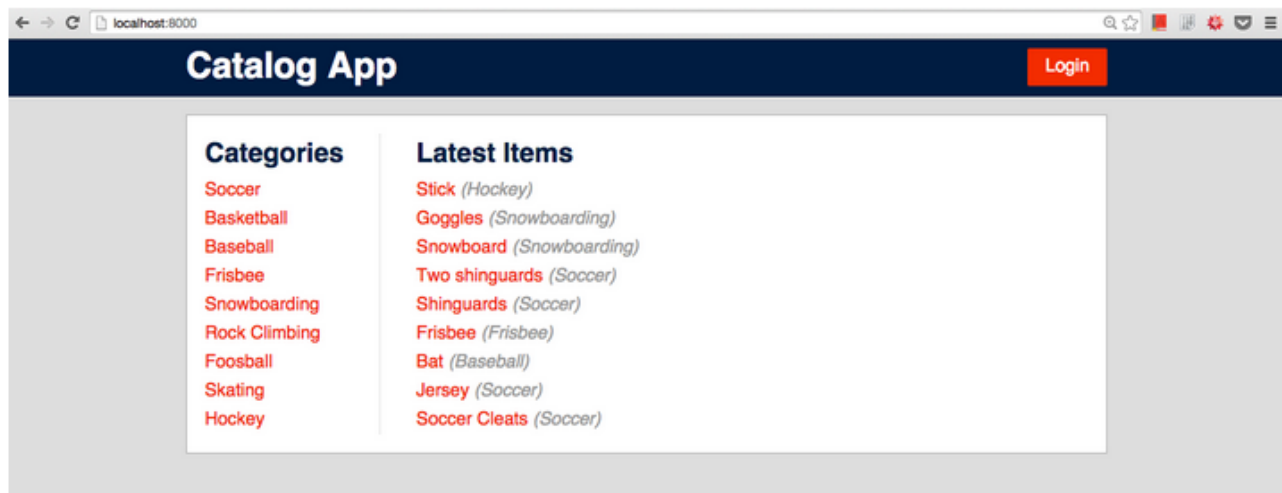 localhost:8000
Catalog App
Login
Categories
Soccer
Basketball
Baseball
Frisbee
Snowboarding
Rock Climbing
Foosball
Skating
Hockey
Latest Items
Stick (Hockey)
Goggles (Snowboarding)
Snowboard (Snowboarding)
Two shinguards (Soccer)
Shinguards (Soccer)
Frisbee (Frisbee)
Bat (Baseball)
Jersey (Soccer)
Soccer Cleats (Soccer)